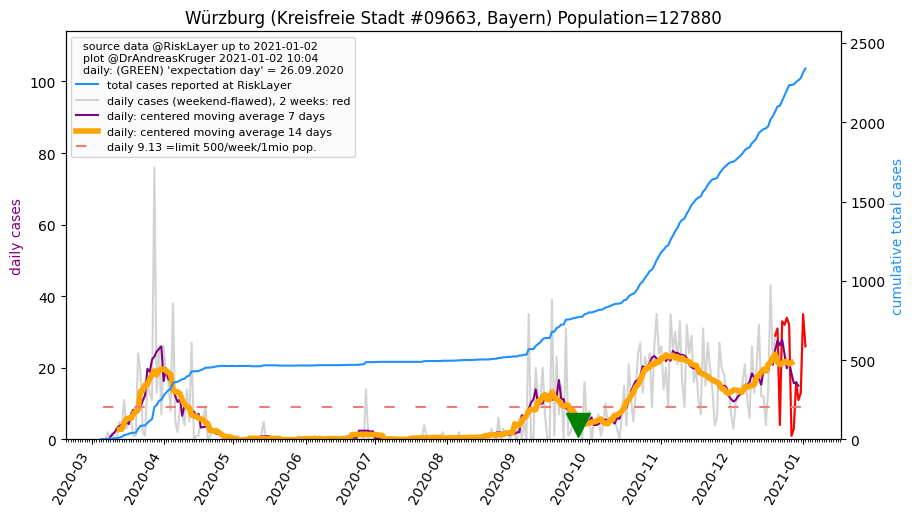 Würzburg (Kreisfreie Stadt #09663, Bayern) Population=127880
source data @RiskLayer up to 2021-01-02
plot @DrAndreasKruger 2021-01-02 10:04
daily: (GREEN) 'expectation day' = 26.09.2020
total cases reported at RiskLayer
daily cases (weekend-flawed), 2 weeks: red
daily: centered moving average 7 days
daily: centered moving average 14 days
daily 9.13 =limit 500/week/1mio pop.
daily cases
100
80
60
40
20
0
2500
2000
1500
1000
500
0
cumulative total cases
2020-03
2020-04
2020-05
2020-06
2020-07
2020-08
2020-09
2020-10
2020-11
2020-12
2021-01